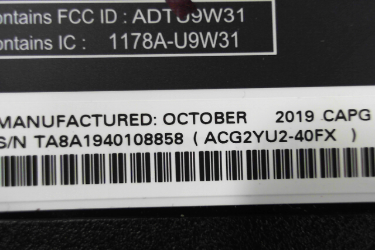 ontains FCC ID : ADTU9W31
ontains IC : 1178A-U9W31
MANUFACTURED: OCTOBER 2019 CAPG
S/N TA8A1940108858 ( ACG2YU2-40FX )